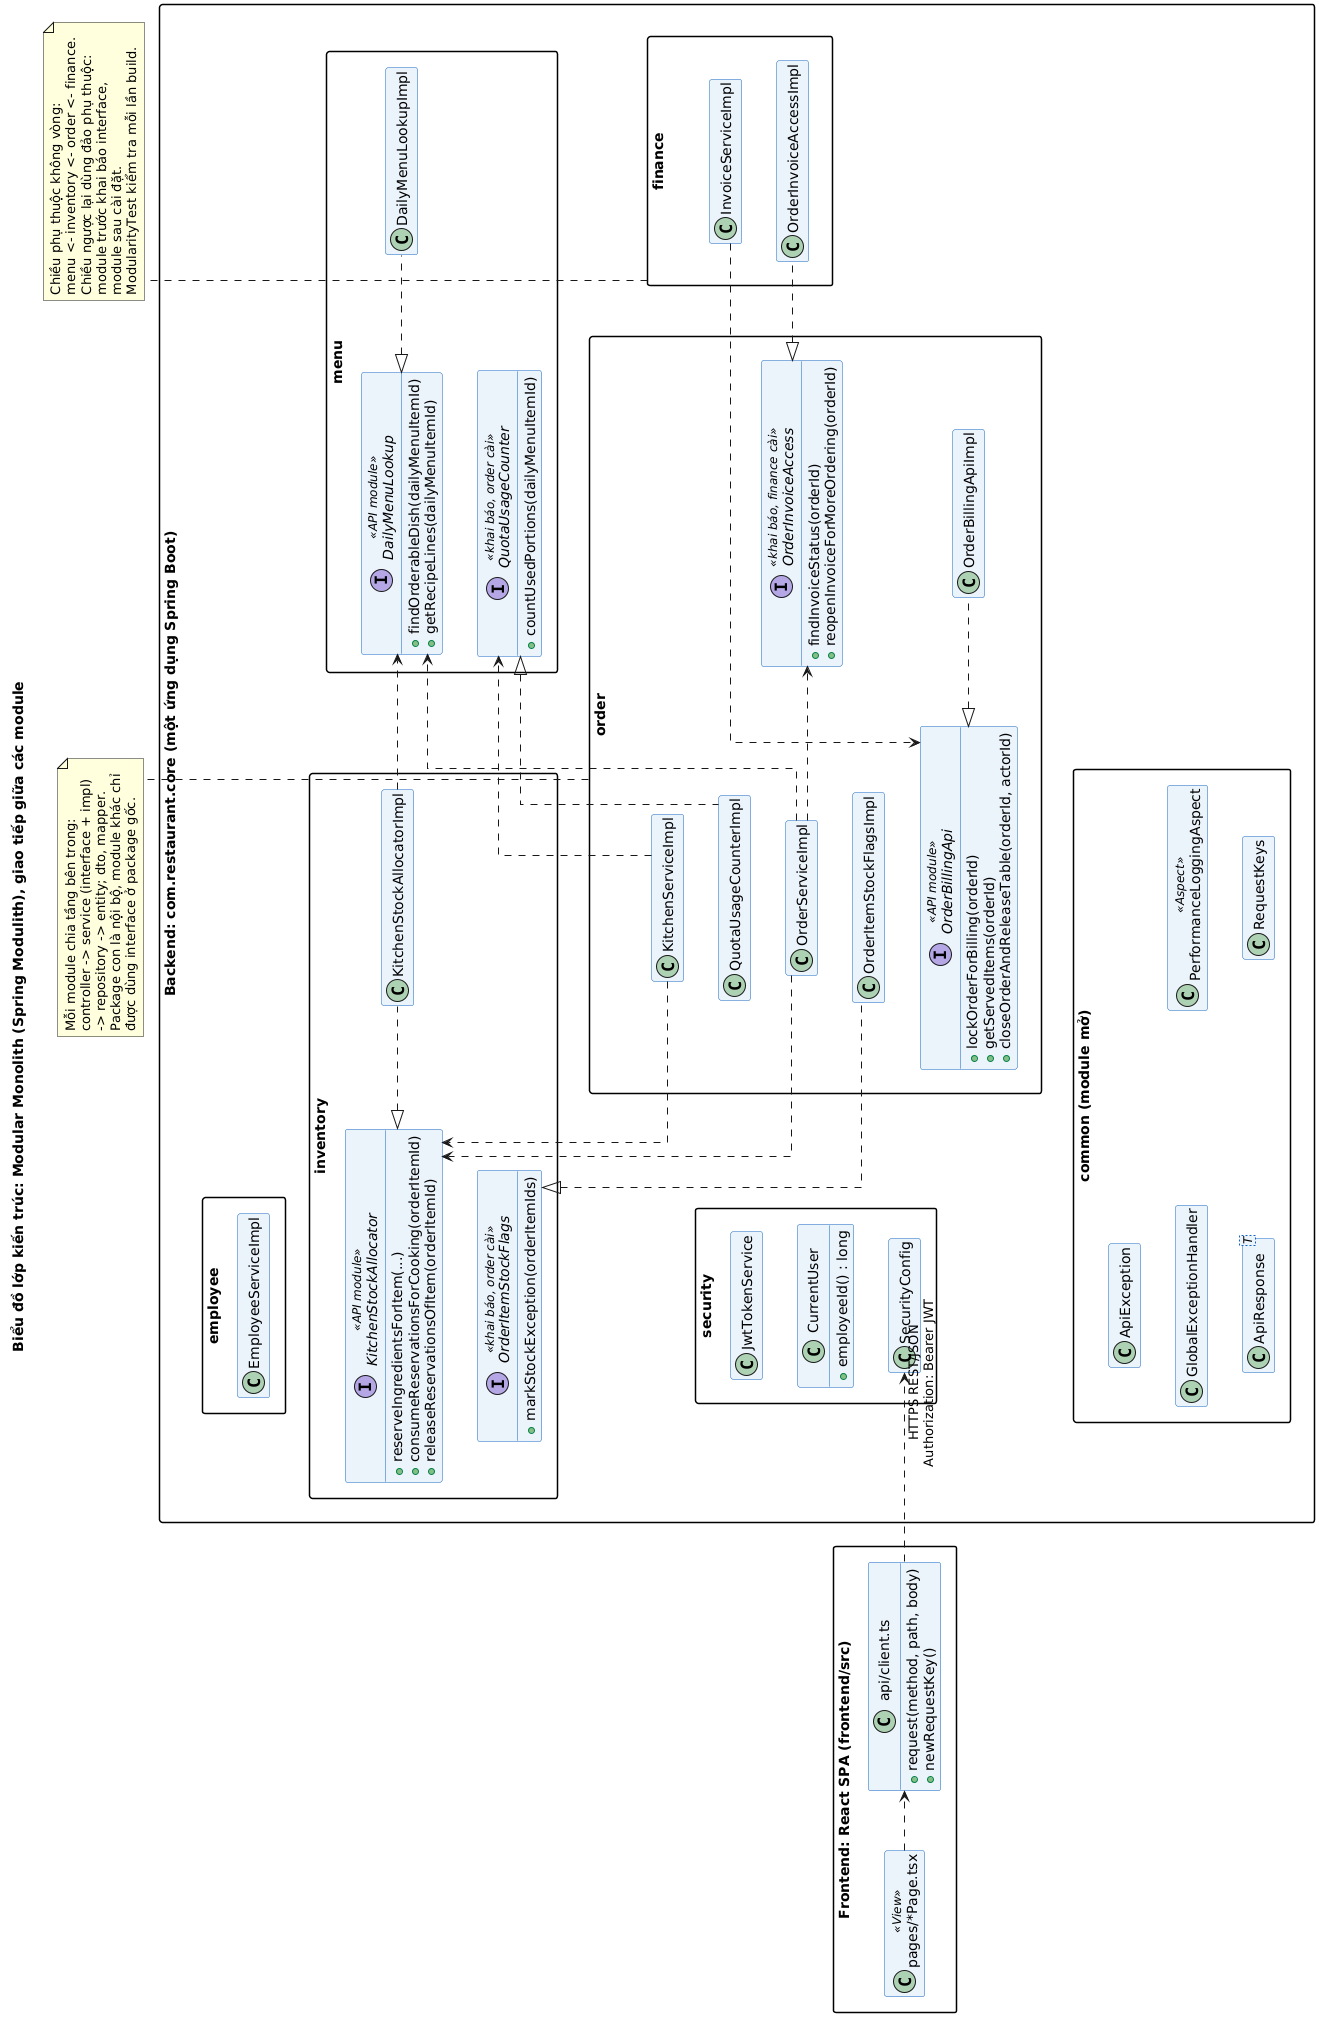 Biểu đồ lớp kiến trúc: Modular Monolith (Spring Modulith), giao tiếp giữa các module
Mỗi module chia tầng bên trong:
controller -> service (interface + impl)
-> repository -> entity; dto, mapper.
Package con là nội bộ, module khác chỉ
được dùng interface ở package gốc.
Chiều phụ thuộc không vòng:
menu <- inventory <- order <- finance.
Chiều ngược lại dùng đảo phụ thuộc:
module trước khai báo interface,
module sau cài đặt.
ModularityTest kiểm tra mỗi lần build.
Backend: com.restaurant.core (một ứng dụng Spring Boot)
employee
C EmployeeServiceImpl
inventory
«API module»
I KitchenStockAllocator
reserveIngredientsForItem(...)
consumeReservationsForCooking(orderItemId)
releaseReservationsOfItem(orderItemId)
«khai báo, order cài»
I OrderItemStockFlags
markStockException(orderItemIds)
C KitchenStockAllocatorImpl
menu
«API module»
I DailyMenuLookup
findOrderableDish(dailyMenuItemId)
getRecipeLines(dailyMenuItemId)
«khai báo, order cài»
I QuotaUsageCounter
countUsedPortions(dailyMenuItemId)
C DailyMenuLookupImpl
order
C KitchenServiceImpl
C QuotaUsageCounterImpl
C OrderServiceImpl
C OrderItemStockFlagsImpl
«khai báo, finance cài»
I OrderInvoiceAccess
findInvoiceStatus(orderId)
reopenInvoiceForMoreOrdering(orderId)
«API module»
I OrderBillingApi
lockOrderForBilling(orderId)
getServedItems(orderId)
closeOrderAndReleaseTable(orderId, actorId)
C OrderBillingApiImpl
finance
C InvoiceServiceImpl
C OrderInvoiceAccessImpl
security
C JwtTokenService
C CurrentUser
employeeId() : long
C SecurityConfig
HTTPS REST/JSON
Authorization: Bearer JWT
common (module mở)
C ApiException
C GlobalExceptionHandler
T
C ApiResponse
«Aspect»
C PerformanceLoggingAspect
C RequestKeys
Frontend: React SPA (frontend/src)
«View»
C pages/*Page.tsx
C api/client.ts
request(method, path, body)
newRequestKey()